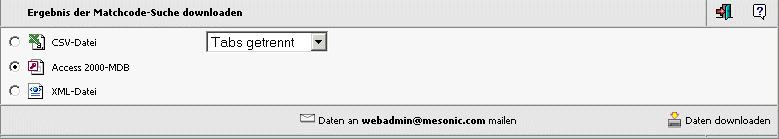 Ergebnis der Matchcode-Suche downloaden
CSV-Datei Tabs getrennt
Access 2000-MDB
XML-Datei
Daten an webadmin@mesonic.com mailen Daten downloaden